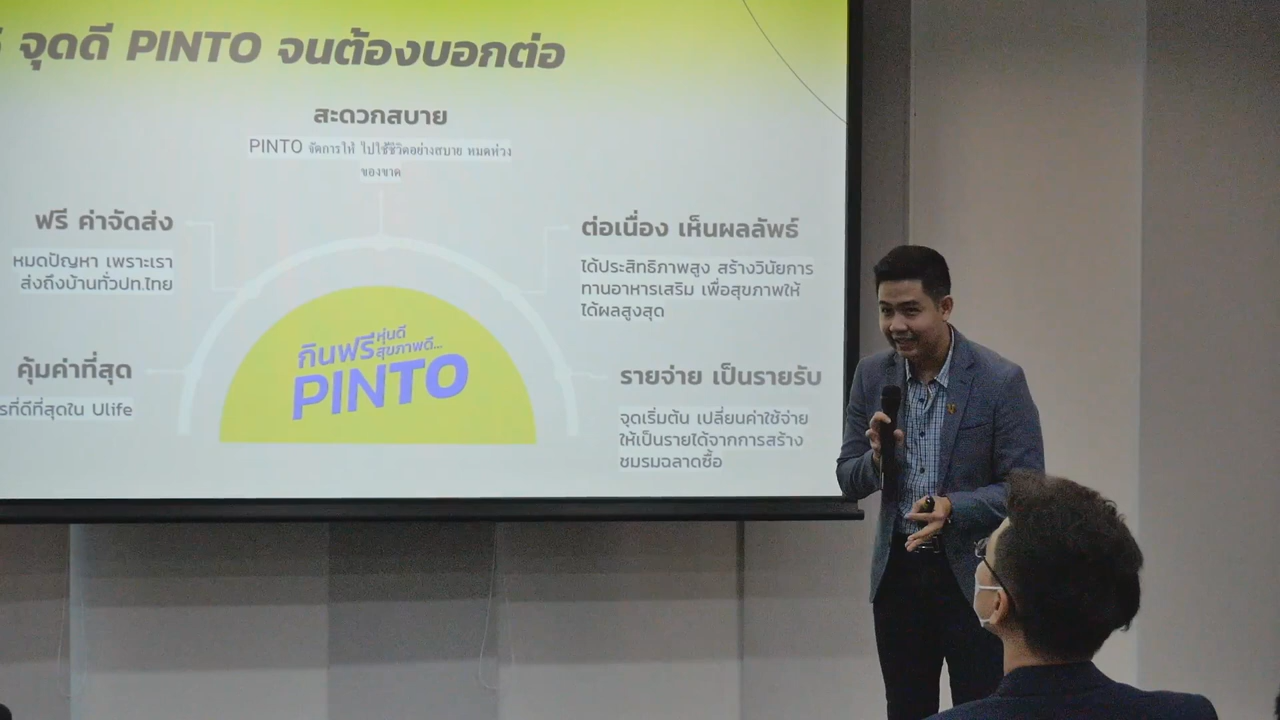 จุดดี PINTO จนต้องบอกต่อ
สะดวกสบาย
PINTO จัดการให้ ไปใช้ชีวิตอย่างสบาย หมดห่วง
ของขาด
ฟรี ค่าจัดส่ง
หมดปัญหา เพราะเรา
ส่งถึงบ้านทั่วปท.ไทย
ต่อเนื่อง เห็นผลลัพธ์
ได้ประสิทธิภาพสูง สร้างวินัยการ
ทานอาหารเสริม เพื่อสุขภาพให้
ได้ผลสูงสุด
กินฟรี หุ่นดี
สุขภาพดี...
PINTO
คุ้มค่าที่สุด
ที่ดีที่สุดใน Ulife
รายจ่าย เป็นรายรับ
จุดเริ่มต้น เปลี่ยนค่าใช้จ่าย
ให้เป็นรายได้จากการสร้าง
ชมรมฉลาดซื้อ